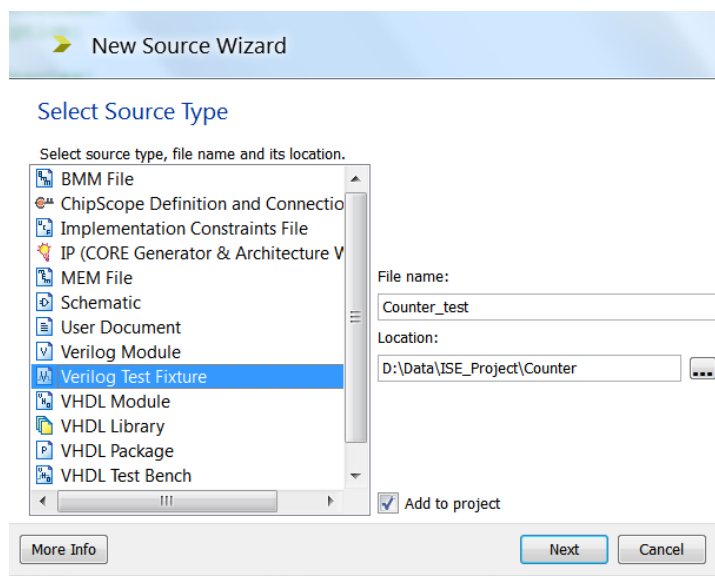 New Source Wizard
Select Source Type
Select source type, file name and its location.
BMM File
ChipScope Definition and Connectio
Implementation Constraints File
IP (CORE Generator & Architecture W
MEM File
Schematic
User Document
Verilog Module
Verilog Test Fixture
VHDL Module
VHDL Library
VHDL Package
VHDL Test Bench
File name:
Counter_test
Location:
D:\Data\ISE_Project\Counter
...
Add to project
More Info
Next
Cancel